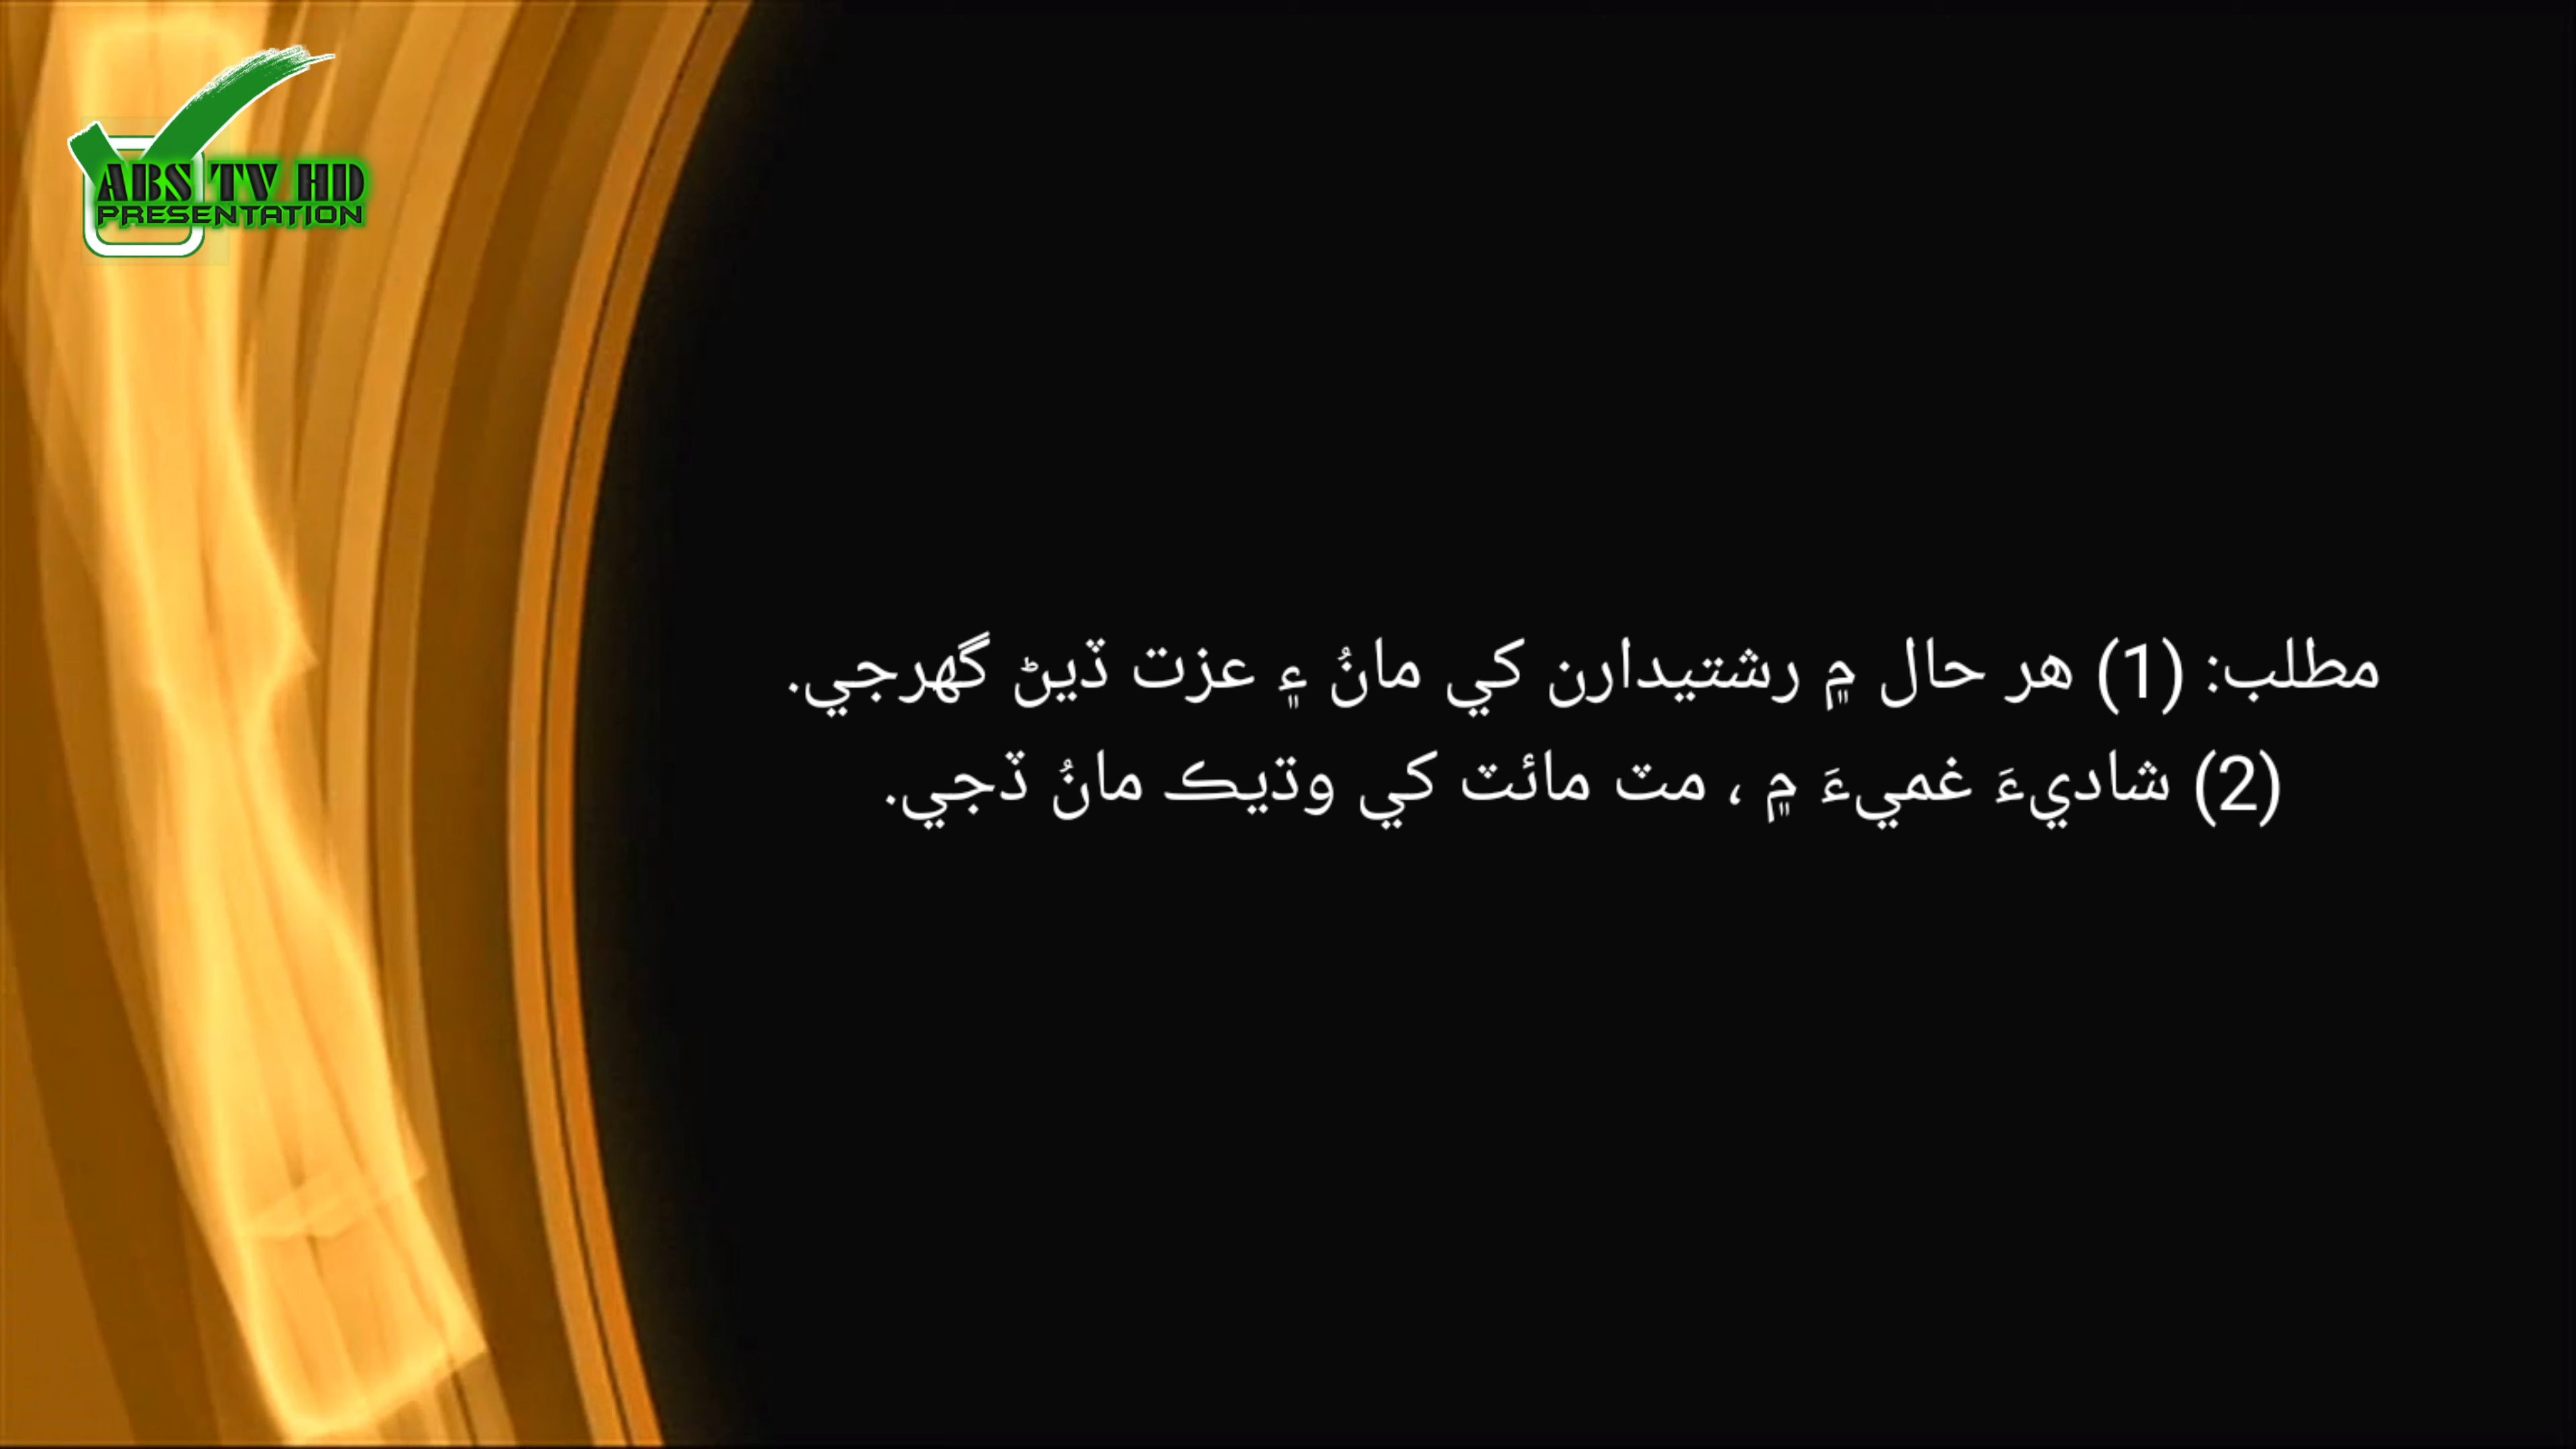 ABS TV HD
PRESENTATION
مطلب: (1) هر حال ۾ رشتيدارن کي مانُ ۽ عزت ڏيڻ گهرجي.
(2) شاديءَ غميءَ ۾ ، مٽ مائٽ کي وڌيڪ مانُ ڏجي.